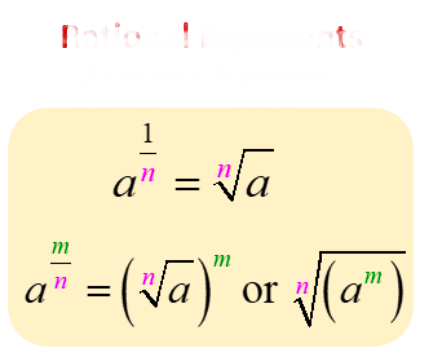 Rational Exponents
a^(1/n) = ⁿ√a
a^(m/n) = (ⁿ√a)^m or ⁿ√(a^m)